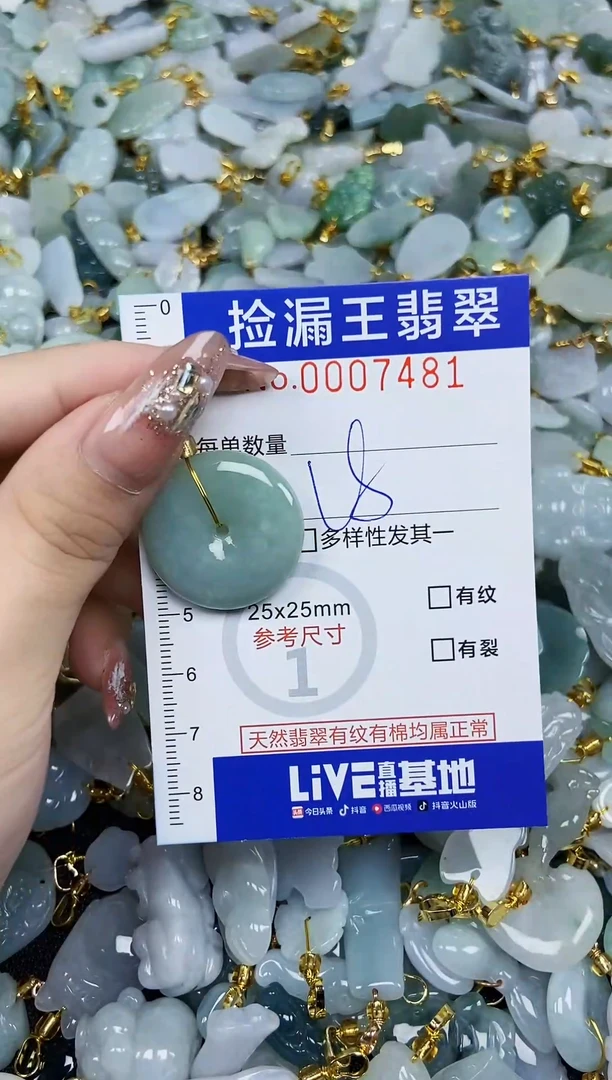 0
捡漏王翡翠
o.0007481
每单数量
多样性发其一
5
25x25mm
有纹
参考尺寸
1
有裂
6
7
天然翡翠有纹有棉均属正常
8
LiVE直播基地
头条 今日头条 抖音 西瓜视频 抖音火山版